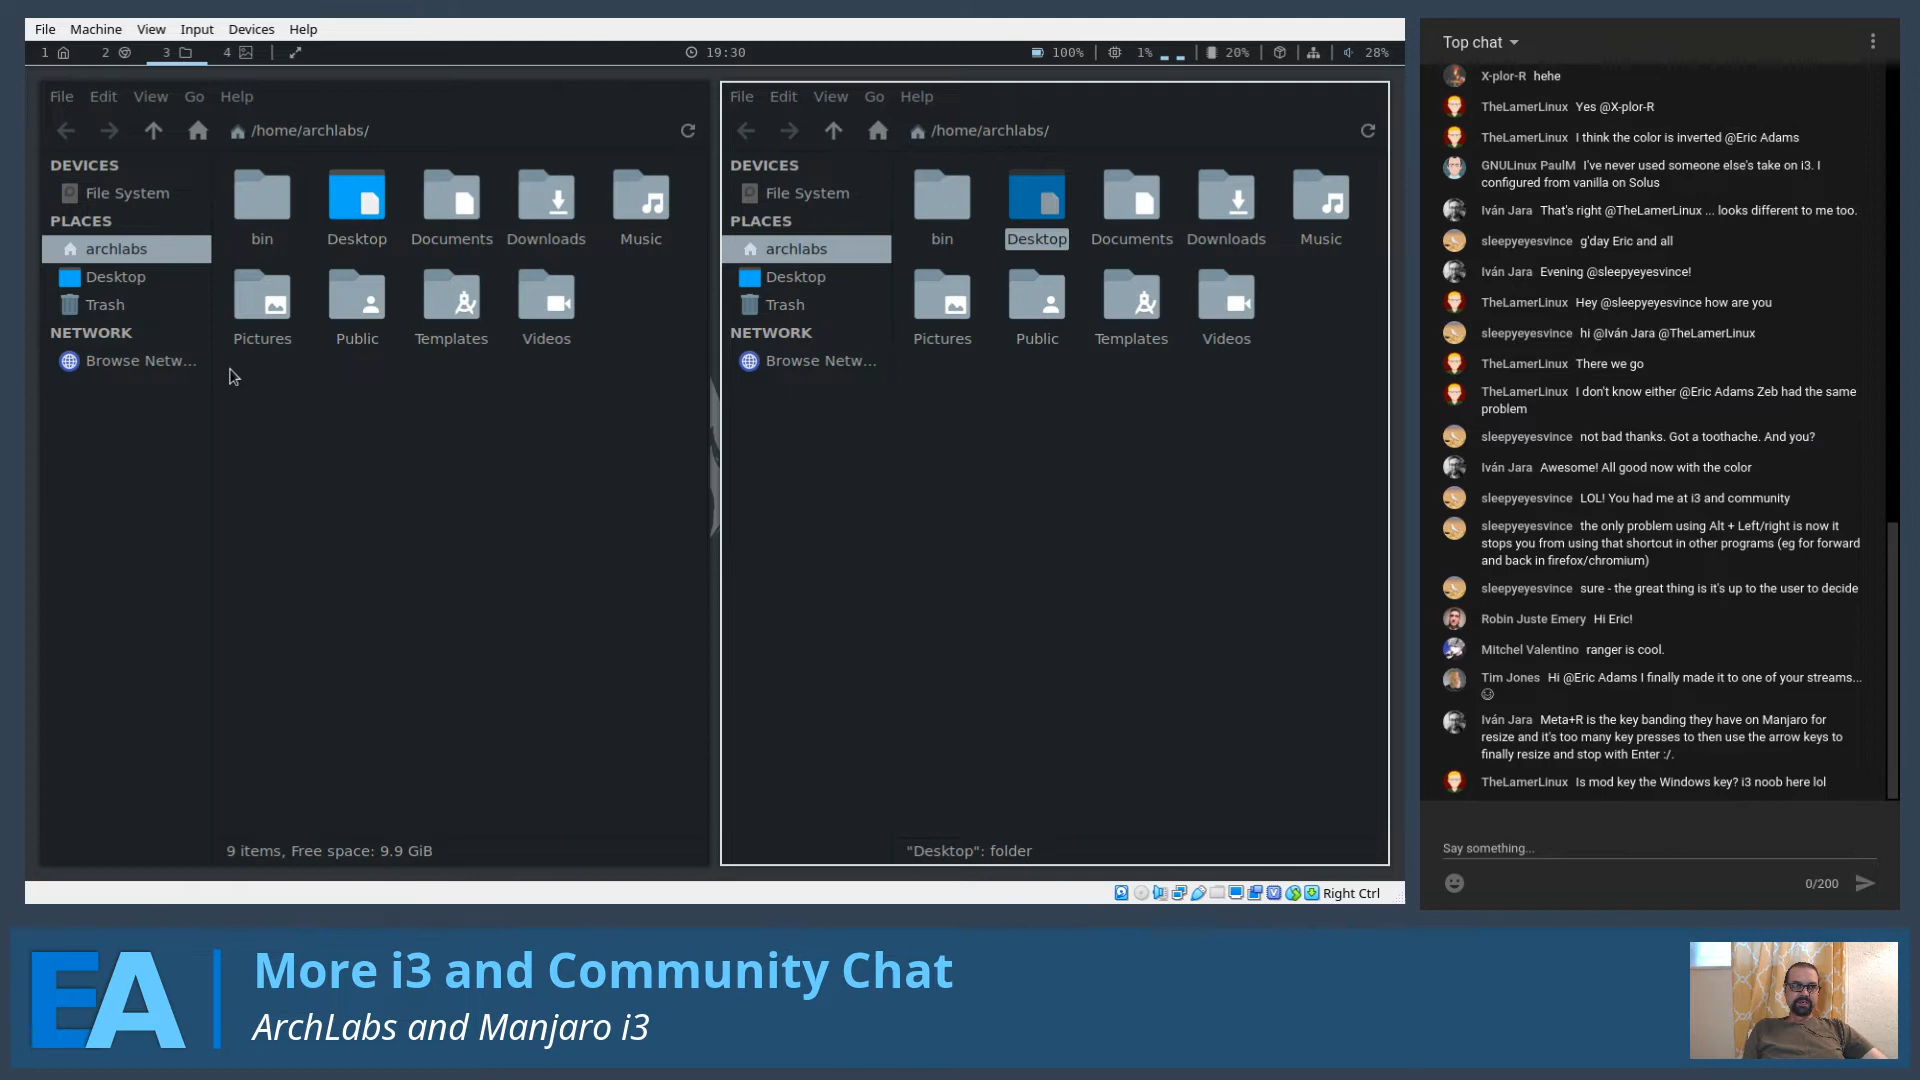 File Machine View Input Devices Help
1 2 3 4 19:30 100% 1% 20% 28%
File Edit View Go Help
/home/archlabs/
DEVICES
File System
PLACES
archlabs
Desktop
Trash
NETWORK
Browse Netw...
bin Desktop Documents Downloads Music
Pictures Public Templates Videos
9 items, Free space: 9.9 GiB
File Edit View Go Help
/home/archlabs/
DEVICES
File System
PLACES
archlabs
Desktop
Trash
NETWORK
Browse Netw...
bin Desktop Documents Downloads Music
Pictures Public Templates Videos
"Desktop": folder
Right Ctrl
Top chat
X-plor-R hehe
TheLamerLinux Yes @X-plor-R
TheLamerLinux I think the color is inverted @Eric Adams
GNULinux PaulM I've never used someone else's take on i3. I
configured from vanilla on Solus
Iván Jara That's right @TheLamerLinux ... looks different to me too.
sleepyeyesvince g'day Eric and all
Iván Jara Evening @sleepyeyesvince!
TheLamerLinux Hey @sleepyeyesvince how are you
sleepyeyesvince hi @Iván Jara @TheLamerLinux
TheLamerLinux There we go
TheLamerLinux I don't know either @Eric Adams Zeb had the same
problem
sleepyeyesvince not bad thanks. Got a toothache. And you?
Iván Jara Awesome! All good now with the color
sleepyeyesvince LOL! You had me at i3 and community
sleepyeyesvince the only problem using Alt + Left/right is now it
stops you from using that shortcut in other programs (eg for forward
and back in firefox/chromium)
sleepyeyesvince sure - the great thing is it's up to the user to decide
Robin Juste Emery Hi Eric!
Mitchel Valentino ranger is cool.
Tim Jones Hi @Eric Adams I finally made it to one of your streams...
Iván Jara Meta+R is the key banding they have on Manjaro for
resize and it's too many key presses to then use the arrow keys to
finally resize and stop with Enter :/.
TheLamerLinux Is mod key the Windows key? i3 noob here lol
Say something...
0/200
EA
More i3 and Community Chat
ArchLabs and Manjaro i3